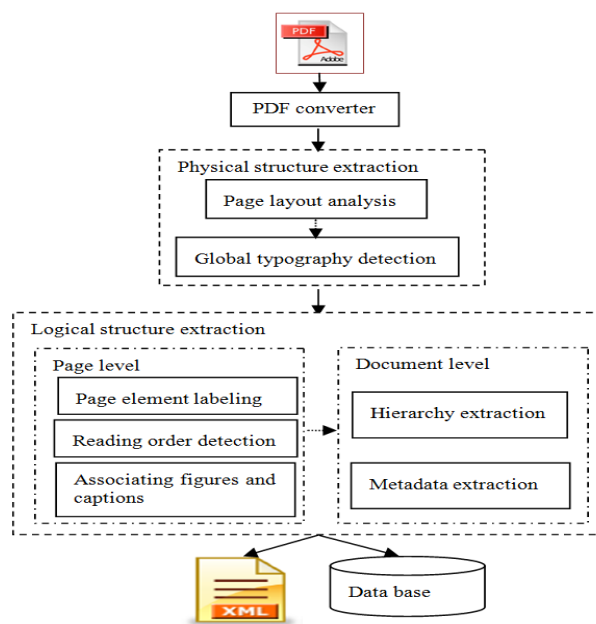 PDF
Adobe
PDF converter
Physical structure extraction
Page layout analysis
Global typography detection
Logical structure extraction
Page level
Page element labeling
Reading order detection
Associating figures and
captions
Document level
Hierarchy extraction
Metadata extraction
XML
Data base